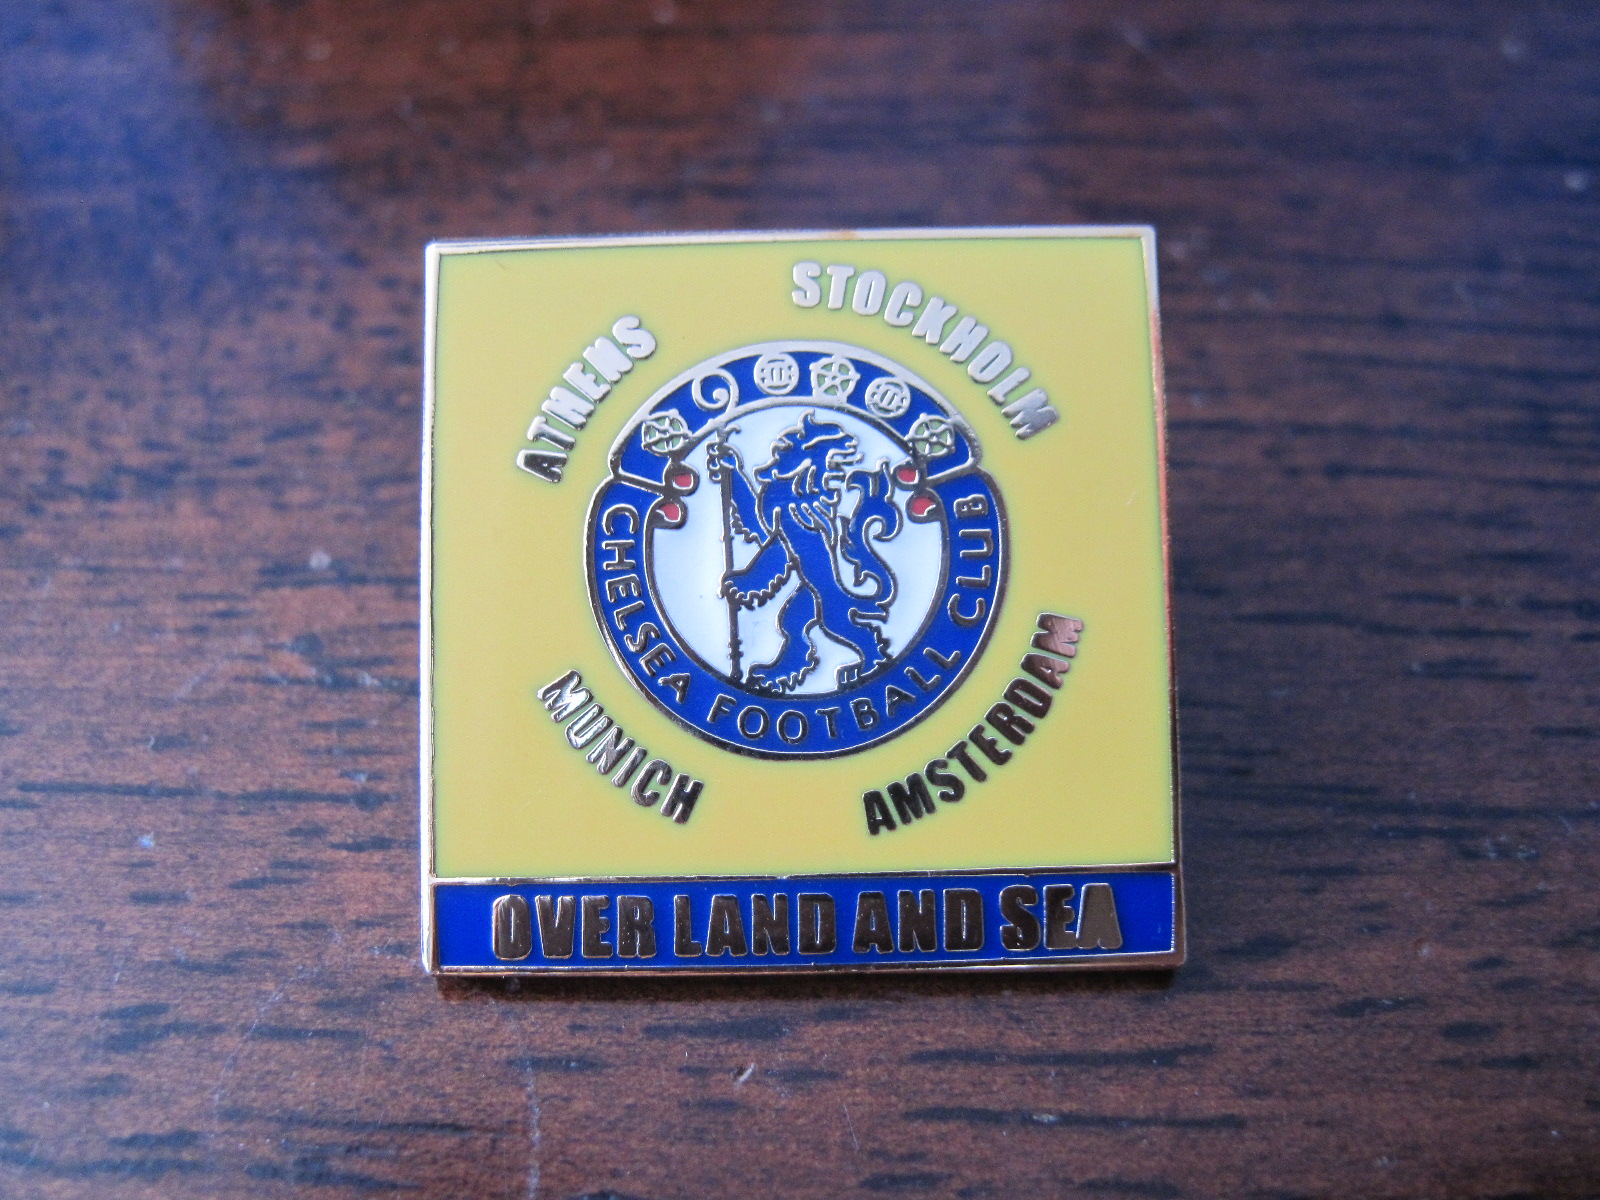 ATHENS
STOCKHOLM
CHELSEA FOOTBALL CLUB
MUNICH
AMSTERDAM
OVER LAND AND SEA